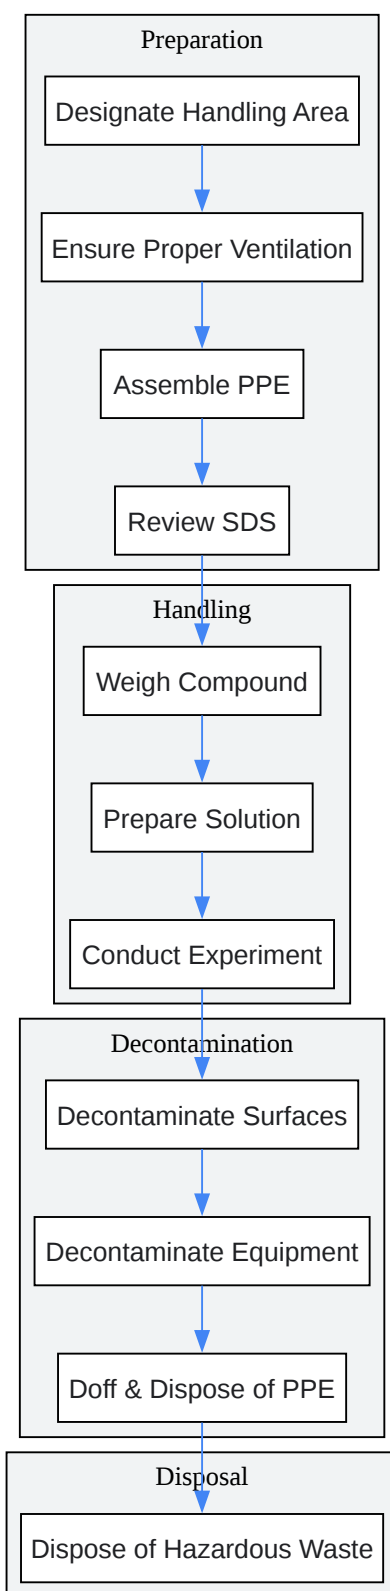 Preparation
Designate Handling Area
Ensure Proper Ventilation
Assemble PPE
Review SDS
Handling
Weigh Compound
Prepare Solution
Conduct Experiment
Decontamination
Decontaminate Surfaces
Decontaminate Equipment
Doff & Dispose of PPE
Disposal
Dispose of Hazardous Waste